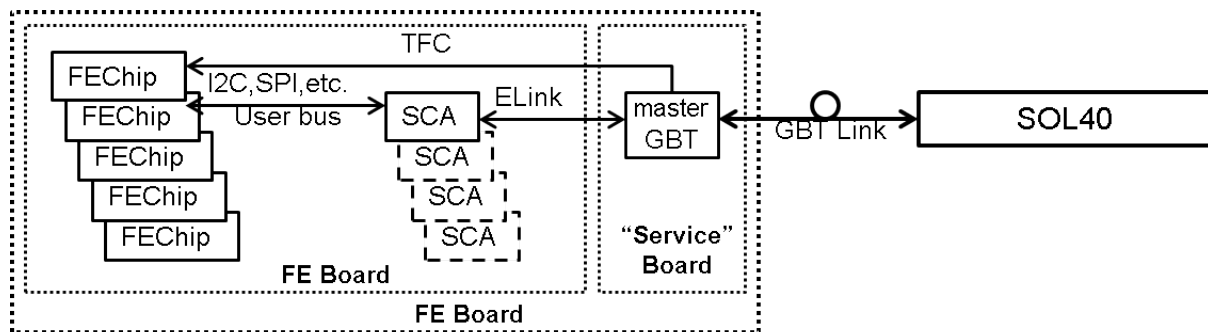 TFC
FEChip
I2C,SPI,etc.
User bus
FEChip
FEChip
FEChip
FEChip
SCA
SCA
SCA
SCA
ELink
master
GBT
GBT Link
SOL40
"Service"
Board
FE Board
FE Board